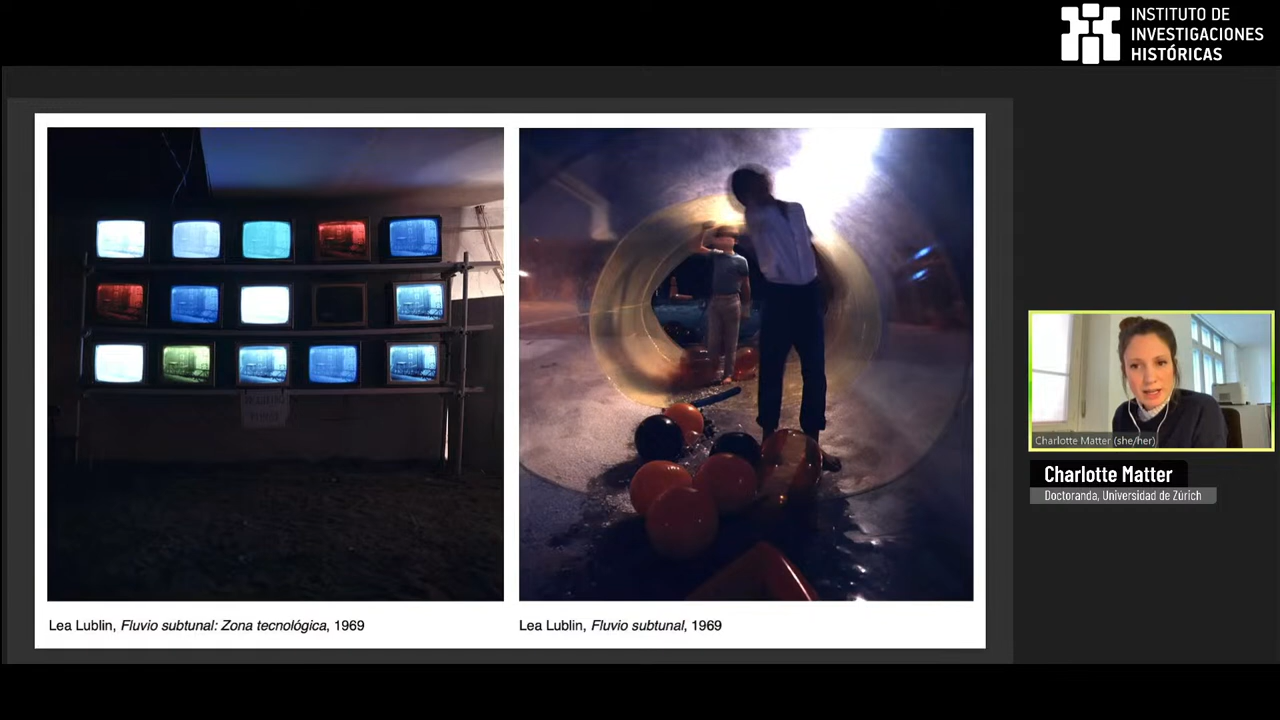 INSTITUTO DE
INVESTIGACIONES
HISTÓRICAS
Lea Lublin, Fluvio subtunal: Zona tecnológica, 1969
Lea Lublin, Fluvio subtunal, 1969
Charlotte Matter (she/her)
Charlotte Matter
Doctoranda, Universidad de Zúrich